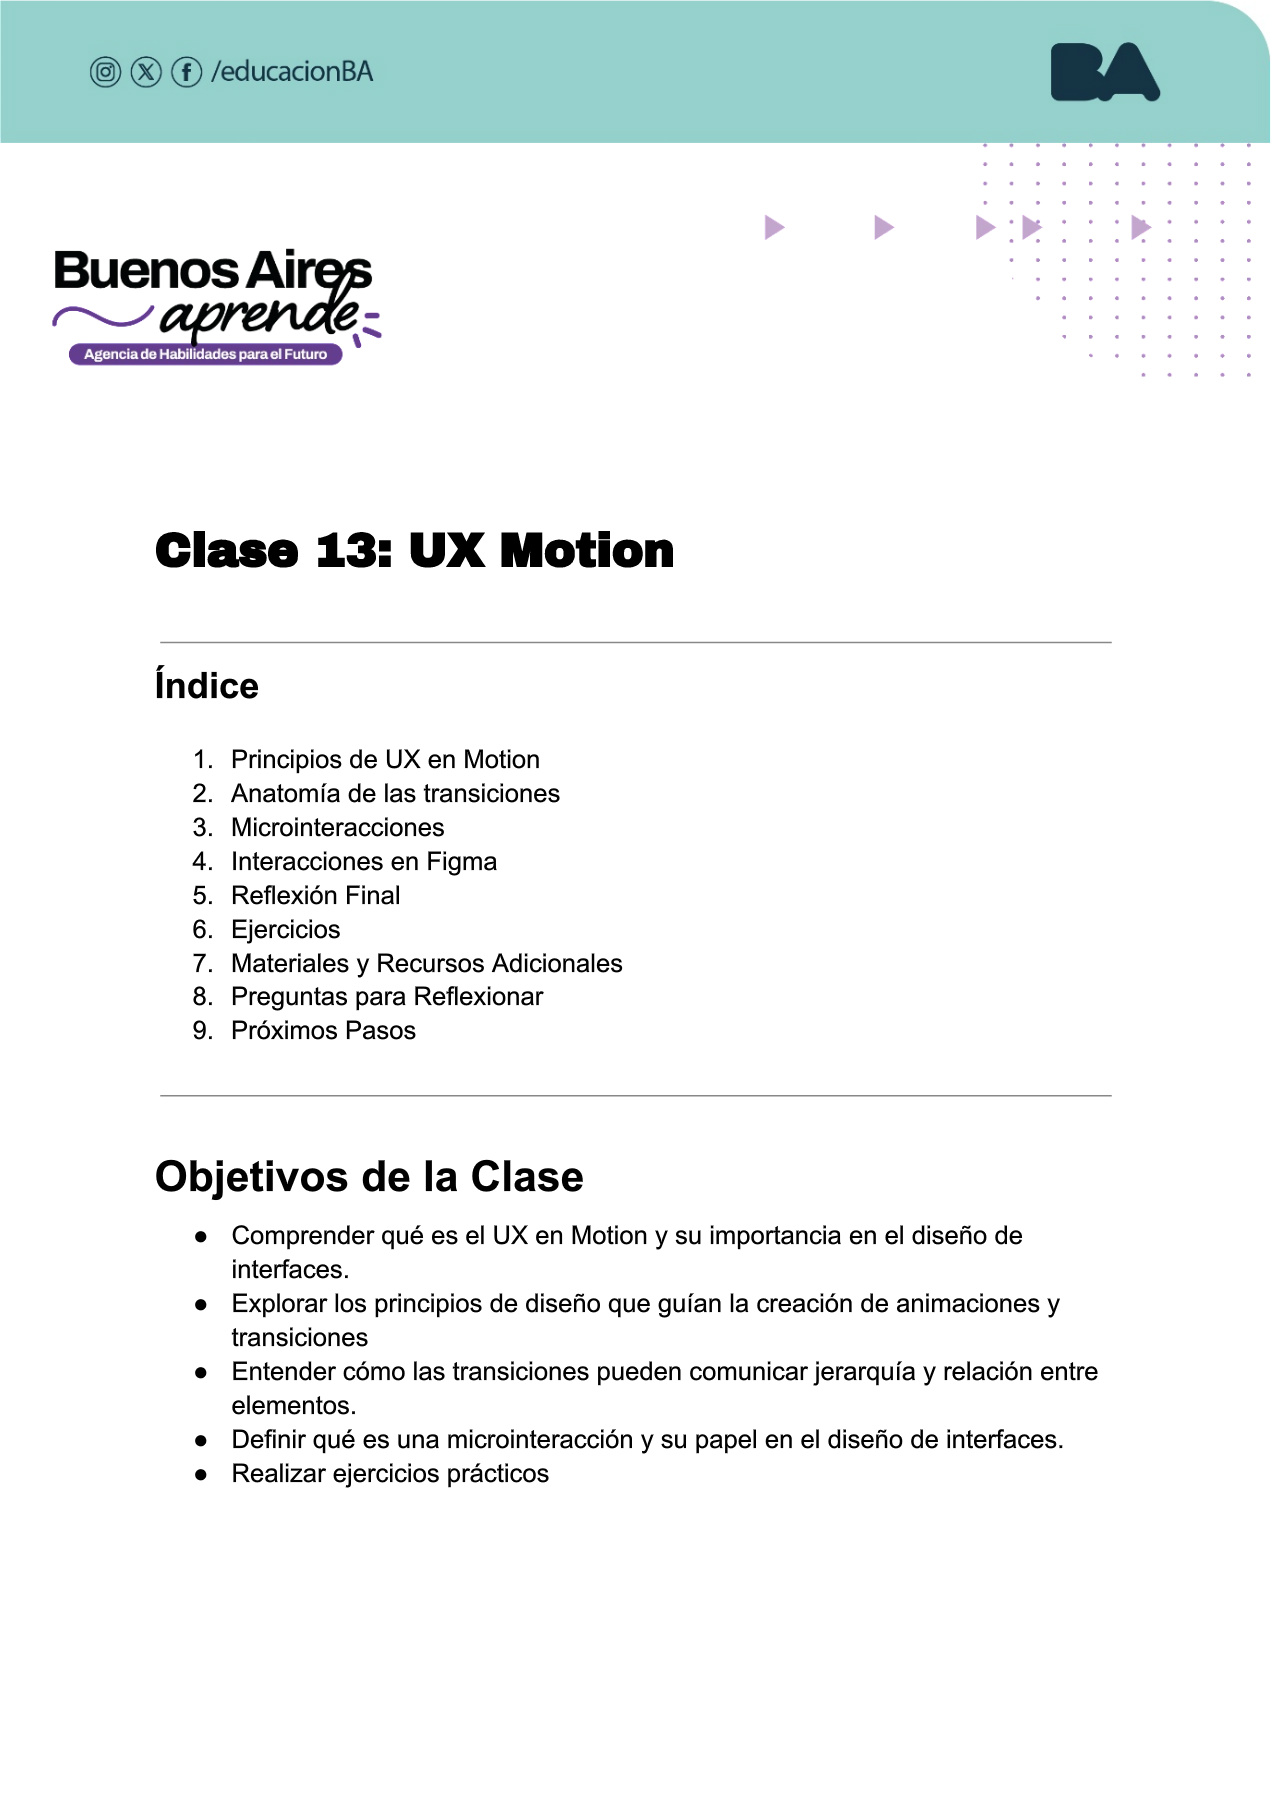 /educacionBA
BA
Buenos Aires
aprende
Agencia de Habilidades para el Futuro
Clase 13: UX Motion
Índice
1. Principios de UX en Motion
2. Anatomía de las transiciones
3. Microinteracciones
4. Interacciones en Figma
5. Reflexión Final
6. Ejercicios
7. Materiales y Recursos Adicionales
8. Preguntas para Reflexionar
9. Próximos Pasos
Objetivos de la Clase
● Comprender qué es el UX en Motion y su importancia en el diseño de
interfaces.
● Explorar los principios de diseño que guían la creación de animaciones y
transiciones
● Entender cómo las transiciones pueden comunicar jerarquía y relación entre
elementos.
● Definir qué es una microinteracción y su papel en el diseño de interfaces.
● Realizar ejercicios prácticos